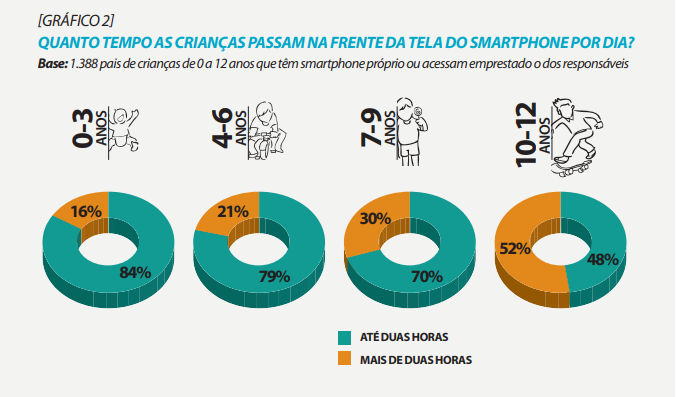 [GRÁFICO 2]
QUANTO TEMPO AS CRIANÇAS PASSAM NA FRENTE DA TELA DO SMARTPHONE POR DIA?
Base: 1.388 pais de crianças de 0 a 12 anos que têm smartphone próprio ou acessam emprestado o dos responsáveis
0-3
ANOS
4-6
ANOS
7-9
ANOS
10-12
ANOS
16%
84%
21%
79%
30%
70%
52%
48%
ATÉ DUAS HORAS
MAIS DE DUAS HORAS